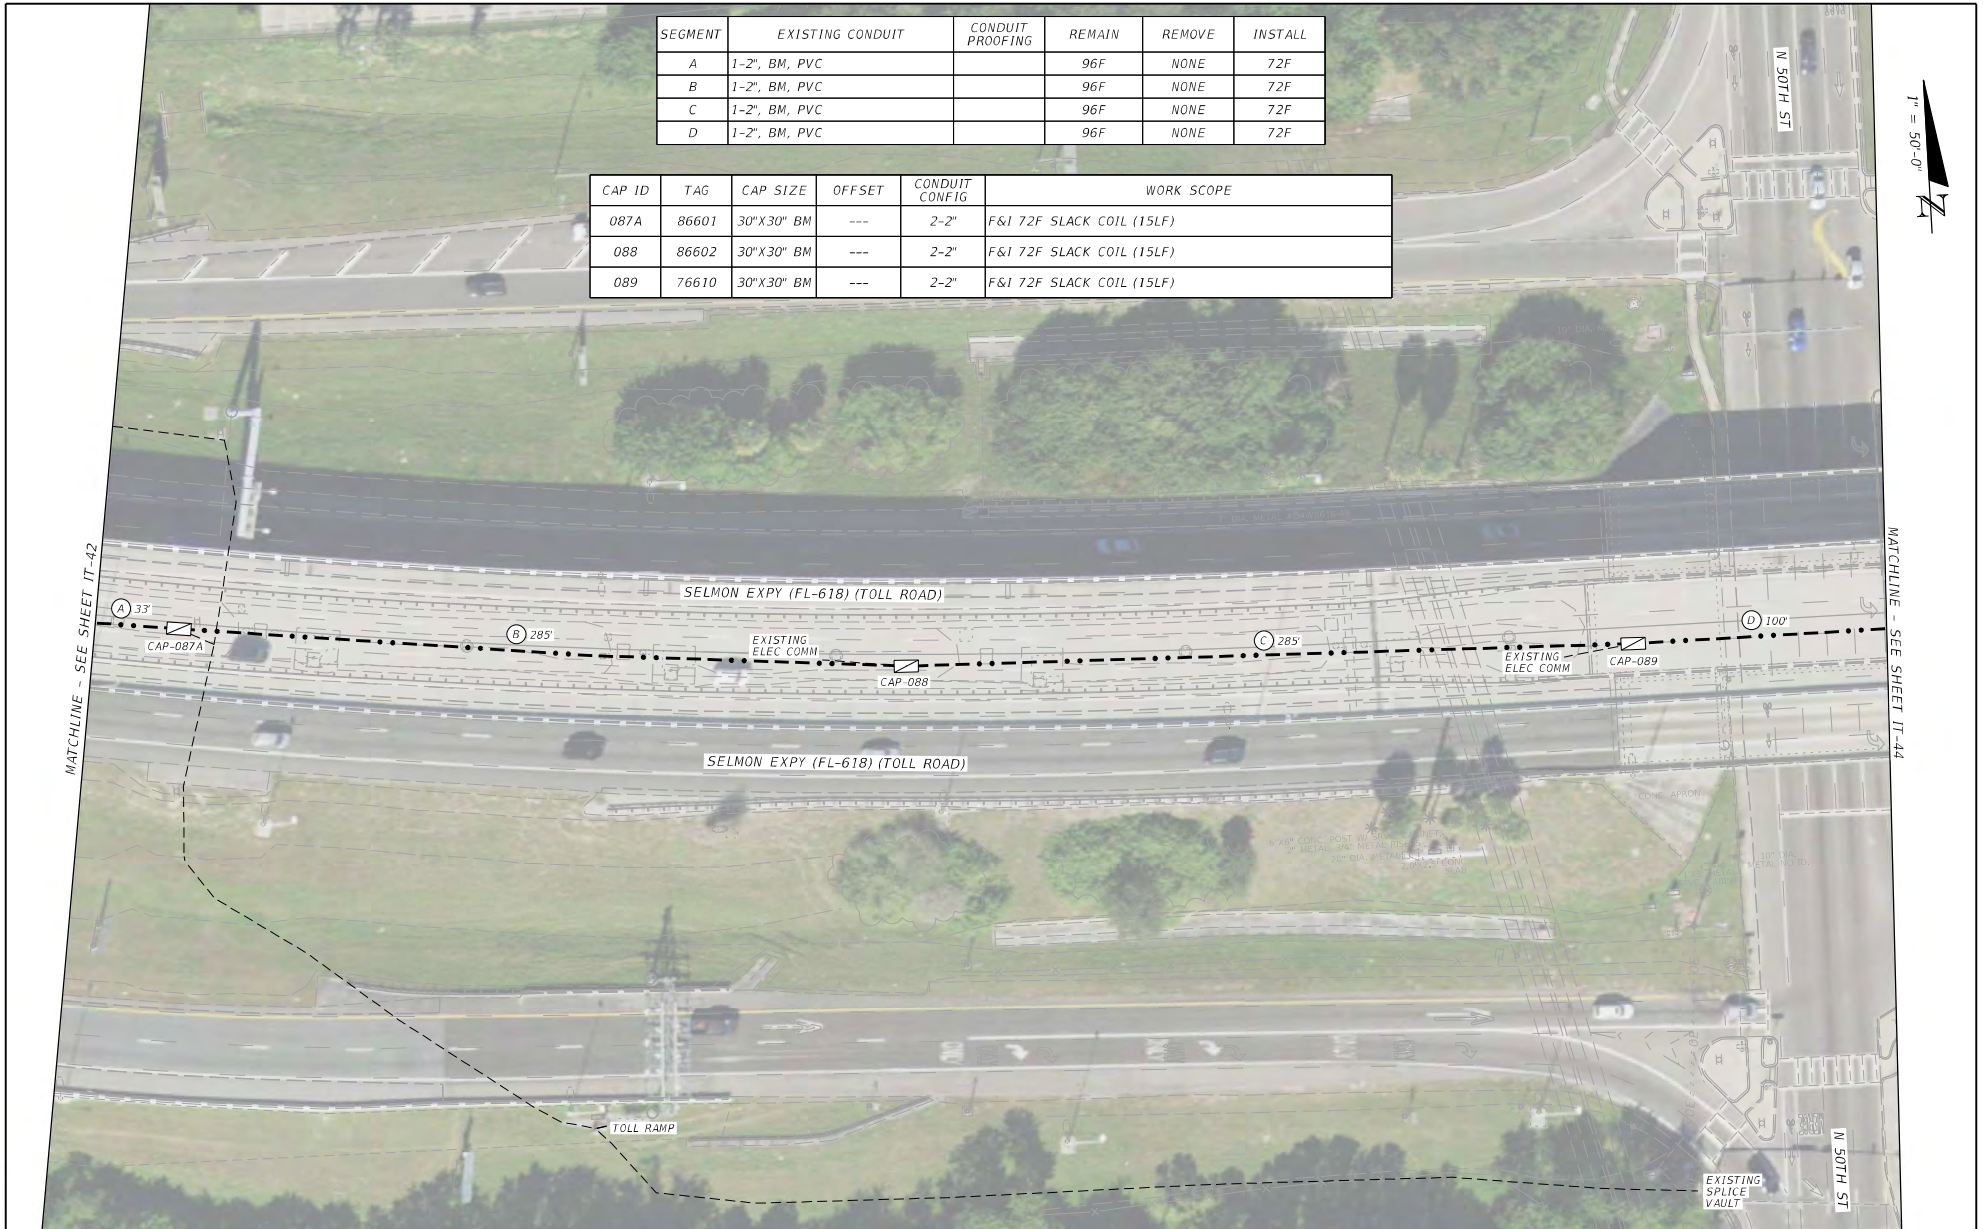 SEGMENT EXISTING CONDUIT CONDUIT PROOFING REMAIN REMOVE INSTALL
A 1-2", BM, PVC 96F NONE 72F
B 1-2", BM, PVC 96F NONE 72F
C 1-2", BM, PVC 96F NONE 72F
D 1-2", BM, PVC 96F NONE 72F
CAP ID TAG CAP SIZE OFFSET CONDUIT CONFIG WORK SCOPE
087A 86601 30"X30" BM --- 2-2" F&I 72F SLACK COIL (15LF)
088 86602 30"X30" BM --- 2-2" F&I 72F SLACK COIL (15LF)
089 76610 30"X30" BM --- 2-2" F&I 72F SLACK COIL (15LF)
N 50TH ST
1" = 50'-0"
N
MATCHLINE - SEE SHEET IT-42
MATCHLINE - SEE SHEET IT-44
SELMON EXPY (FL-618) (TOLL ROAD)
A 33'
CAP-087A
B 285'
EXISTING
ELEC COMM
CAP-088
C 285'
EXISTING
ELEC COMM
CAP-089
D 100'
SELMON EXPY (FL-618) (TOLL ROAD)
CONC. APRON
TOLL RAMP
EXISTING
SPLICE
VAULT
N 50TH ST